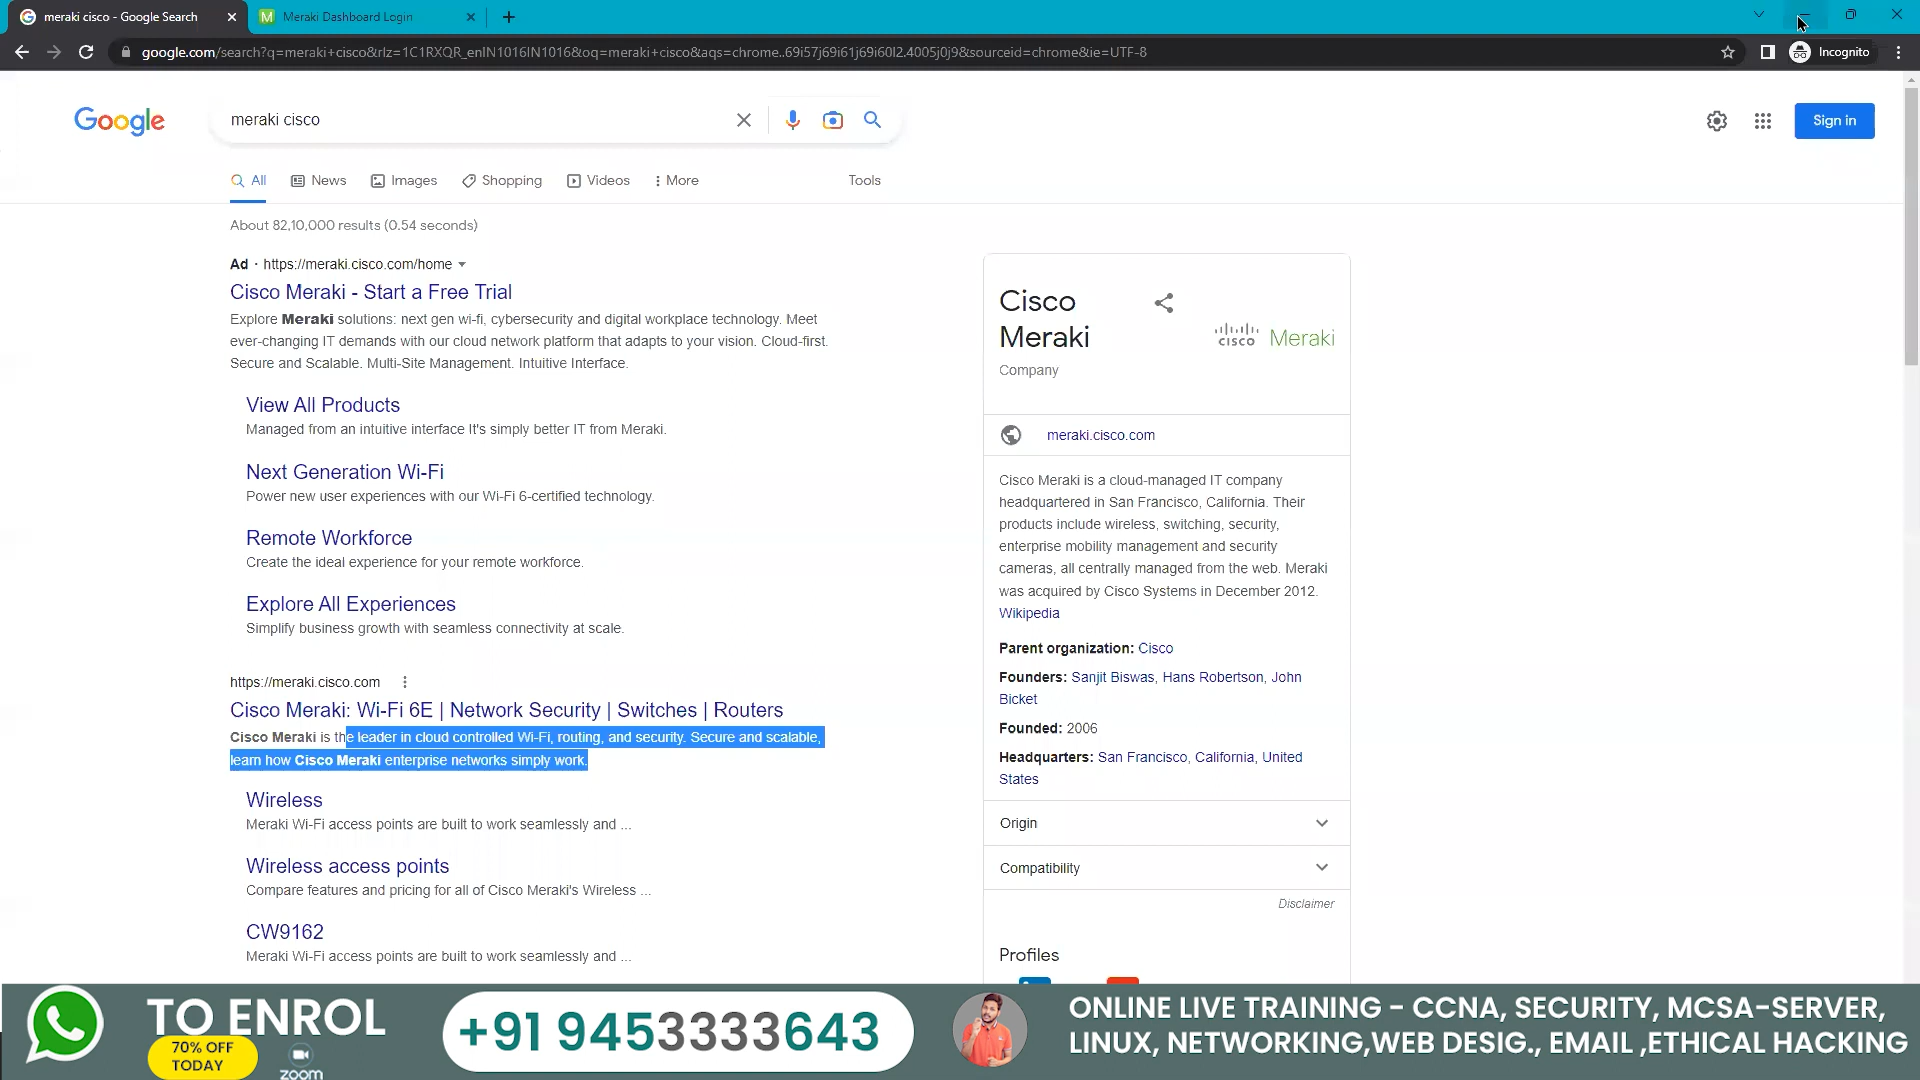 meraki cisco - Google Search
Meraki Dashboard Login
google.com/search?q=meraki+cisco&rlz=1C1RXQR_enIN1016IN1016&oq=meraki+cisco&aqs=chrome..69i57j69i61j69i60l2.4005j0j9&sourceid=chrome&ie=UTF-8
Incognito
Google
meraki cisco
Sign in
All
News
Images
Shopping
Videos
More
Tools
About 82,10,000 results (0.54 seconds)
Ad · https://meraki.cisco.com/home
Cisco Meraki - Start a Free Trial
Explore Meraki solutions: next gen wi-fi, cybersecurity and digital workplace technology. Meet
ever-changing IT demands with our cloud network platform that adapts to your vision. Cloud-first.
Secure and Scalable. Multi-Site Management. Intuitive Interface.
View All Products
Managed from an intuitive interface It's simply better IT from Meraki.
Next Generation Wi-Fi
Power new user experiences with our Wi-Fi 6-certified technology.
Remote Workforce
Create the ideal experience for your remote workforce.
Explore All Experiences
Simplify business growth with seamless connectivity at scale.
https://meraki.cisco.com
Cisco Meraki: Wi-Fi 6E | Network Security | Switches | Routers
Cisco Meraki is the leader in cloud controlled Wi-Fi, routing, and security. Secure and scalable,
learn how Cisco Meraki enterprise networks simply work.
Wireless
Meraki Wi-Fi access points are built to work seamlessly and ...
Wireless access points
Compare features and pricing for all of Cisco Meraki's Wireless ...
CW9162
Meraki Wi-Fi access points are built to work seamlessly and ...
Cisco
Meraki
Company
cisco Meraki
meraki.cisco.com
Cisco Meraki is a cloud-managed IT company
headquartered in San Francisco, California. Their
products include wireless, switching, security,
enterprise mobility management and security
cameras, all centrally managed from the web. Meraki
was acquired by Cisco Systems in December 2012.
Wikipedia
Parent organization: Cisco
Founders: Sanjit Biswas, Hans Robertson, John
Bicket
Founded: 2006
Headquarters: San Francisco, California, United
States
Origin
Compatibility
Disclaimer
Profiles
TO ENROL
70% OFF
TODAY
zoom
+91 9453333643
ONLINE LIVE TRAINING - CCNA, SECURITY, MCSA-SERVER,
LINUX, NETWORKING,WEB DESIG., EMAIL ,ETHICAL HACKING